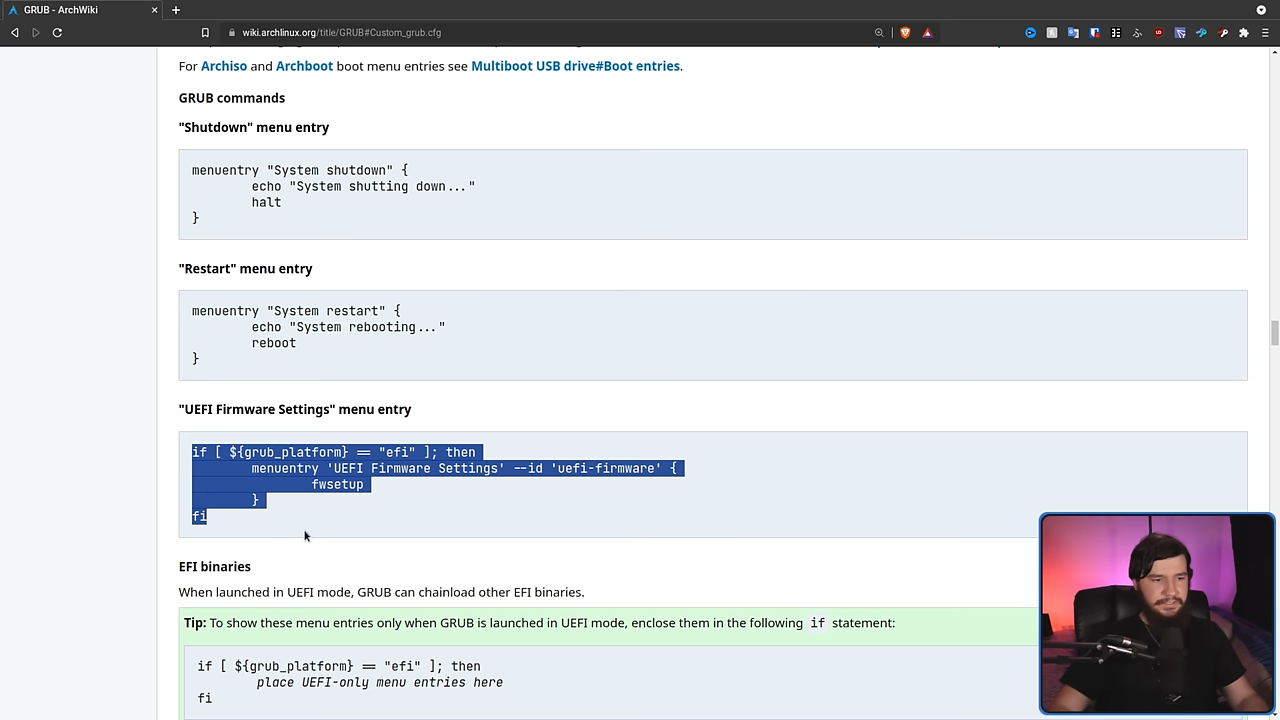 GRUB - ArchWiki
wiki.archlinux.org/title/GRUB#Custom_grub.cfg
For Archiso and Archboot boot menu entries see Multiboot USB drive#Boot entries.
GRUB commands
"Shutdown" menu entry
menuentry "System shutdown" {
echo "System shutting down..."
halt
}
"Restart" menu entry
menuentry "System restart" {
echo "System rebooting..."
reboot
}
"UEFI Firmware Settings" menu entry
if [ ${grub_platform} == "efi" ]; then
menuentry 'UEFI Firmware Settings' --id 'uefi-firmware' {
fwsetup
}
fi
EFI binaries
When launched in UEFI mode, GRUB can chainload other EFI binaries.
Tip: To show these menu entries only when GRUB is launched in UEFI mode, enclose them in the following if statement:
if [ ${grub_platform} == "efi" ]; then
place UEFI-only menu entries here
fi